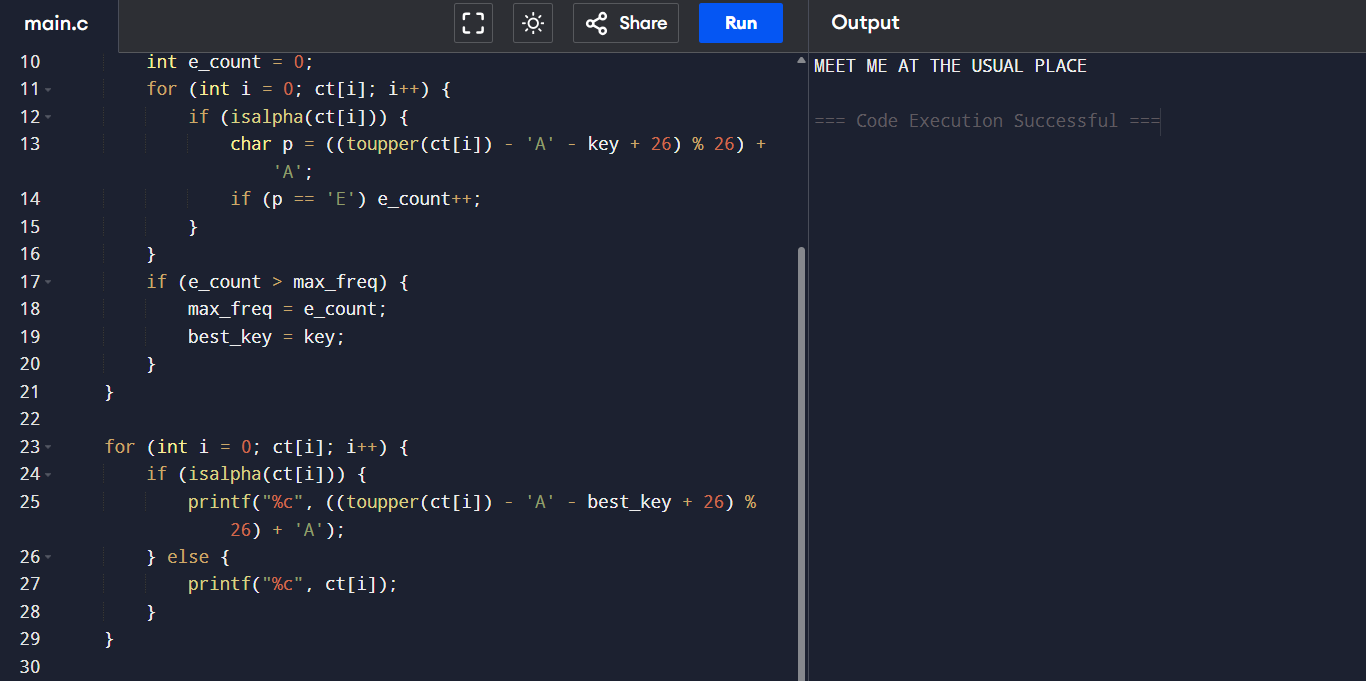 main.c
Share
Run
Output
10 int e_count = 0;
11 for (int i = 0; ct[i]; i++) {
12 if (isalpha(ct[i])) {
13 char p = ((toupper(ct[i]) - 'A' - key + 26) % 26) +
'A';
14 if (p == 'E') e_count++;
15 }
16 }
17 if (e_count > max_freq) {
18 max_freq = e_count;
19 best_key = key;
20 }
21 }
22
23 for (int i = 0; ct[i]; i++) {
24 if (isalpha(ct[i])) {
25 printf("%c", ((toupper(ct[i]) - 'A' - best_key + 26) %
26) + 'A');
26 } else {
27 printf("%c", ct[i]);
28 }
29 }
30
MEET ME AT THE USUAL PLACE
=== Code Execution Successful ===